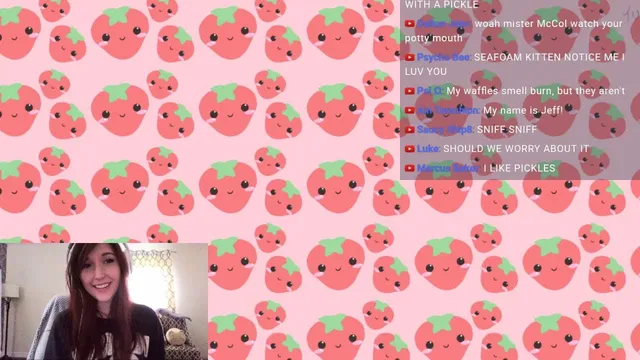 WITH A PICKLE
woah mister McCol watch your
potty mouth
Psycho Bae: SEAFOAM KITTEN NOTICE ME I
LUV YOU
My waffles smell burn, but they aren't
My name is Jeff!
SNIFF SNIFF
Luke: SHOULD WE WORRY ABOUT IT
I LIKE PICKLES